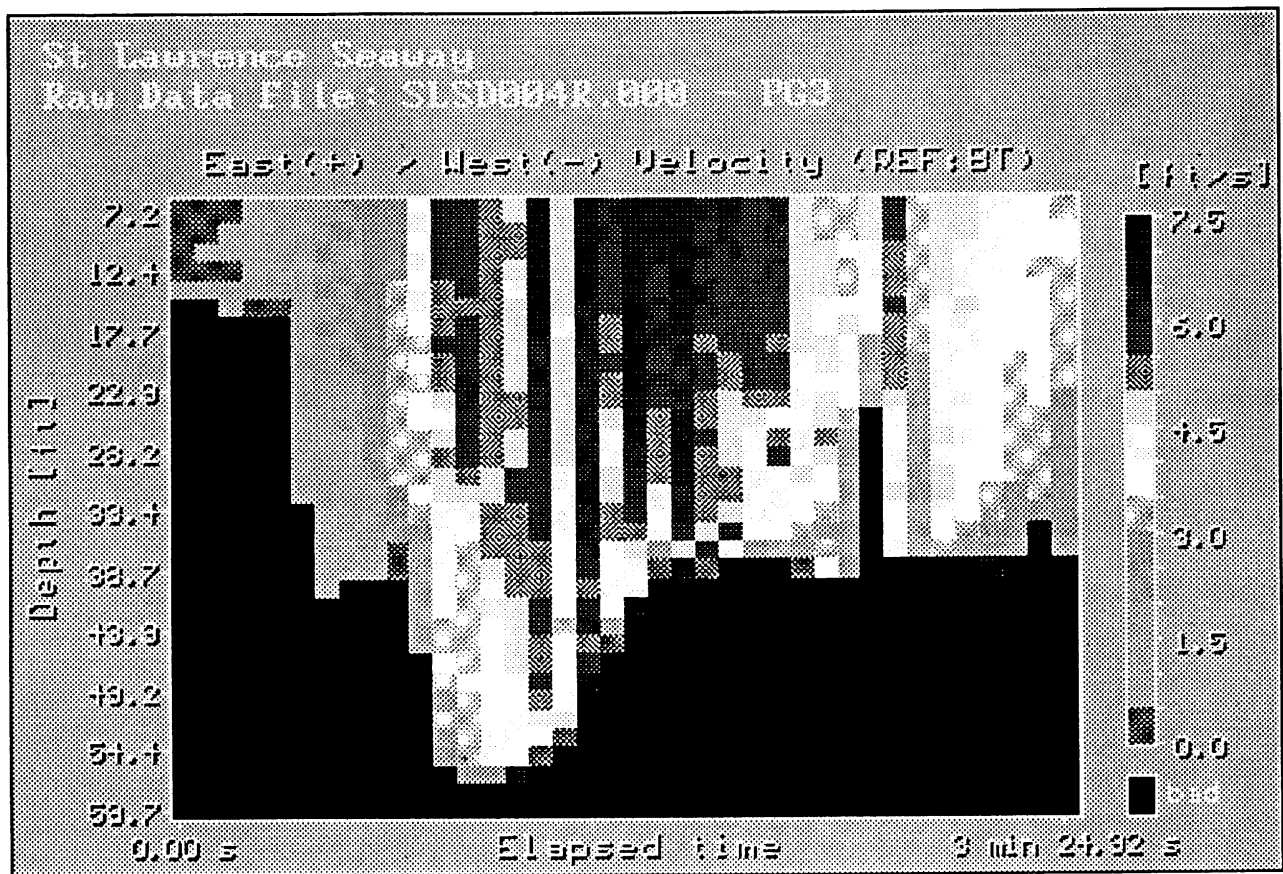 St Lawrence Seaway
Raw Data File: SLSD004R.000 - PG3
East(+) / West(-) Velocity (REF:BT)
[ft/s]
7.2
12.4
17.7
22.9
28.2
33.4
38.7
43.9
49.2
54.4
59.7
Depth [ft]
7.5
6.0
4.5
3.0
1.5
0.0
bad
0.00 s
Elapsed time
3 min 24.92 s